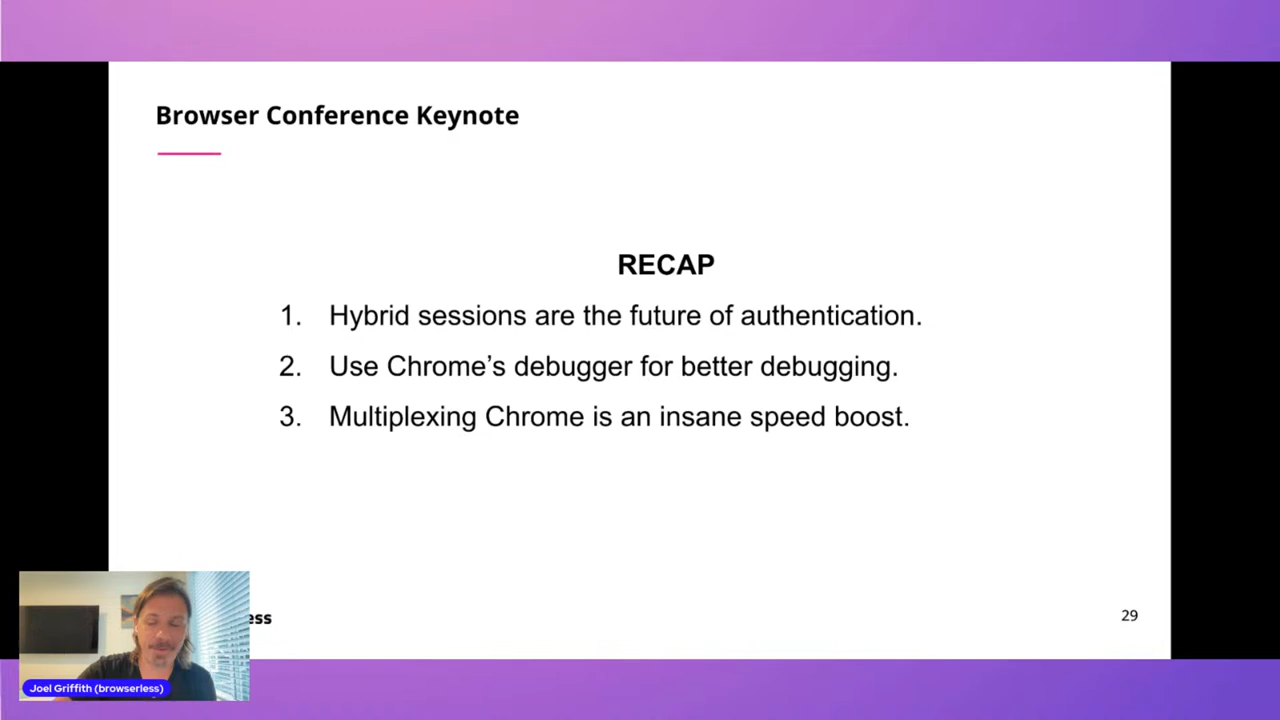 Browser Conference Keynote
RECAP
1. Hybrid sessions are the future of authentication.
2. Use Chrome’s debugger for better debugging.
3. Multiplexing Chrome is an insane speed boost.
ess
29
Joel Griffith (browserless)